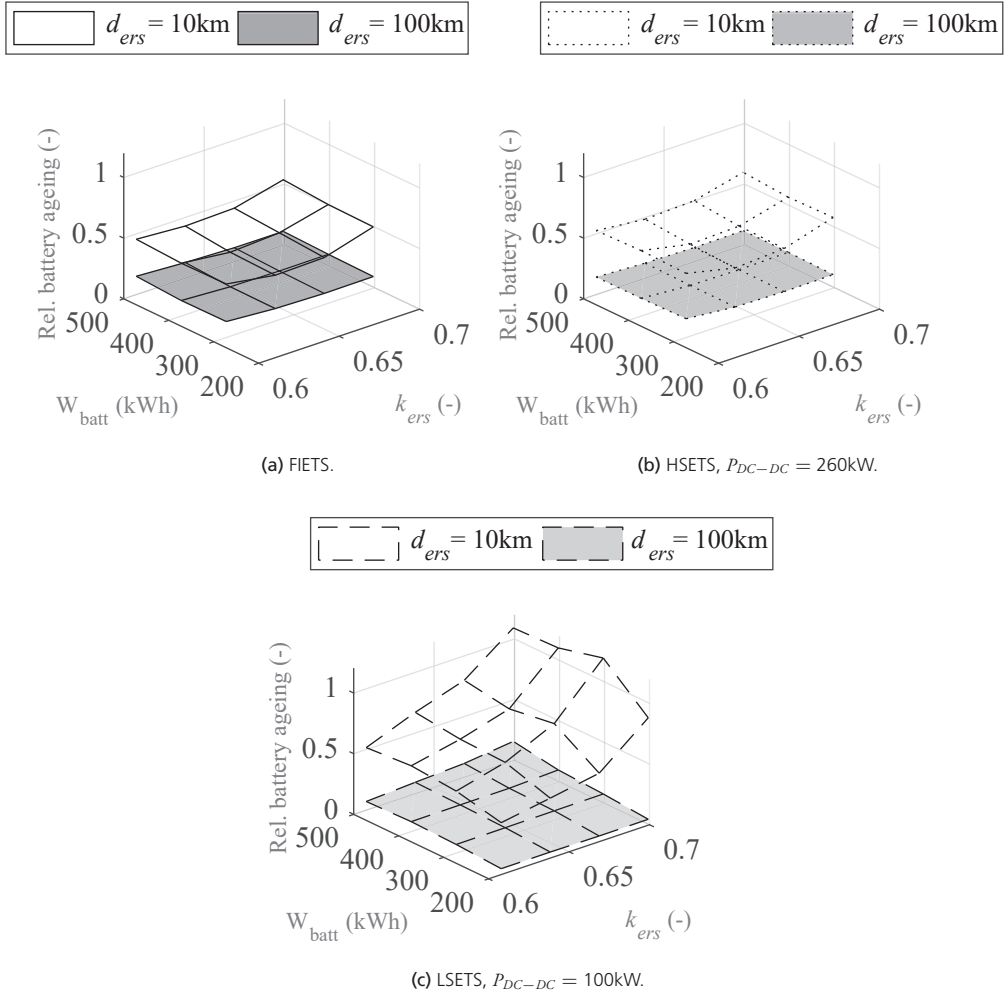 d_ers = 10km d_ers = 100km
d_ers = 10km d_ers = 100km
Rel. battery ageing (-)
1
0.5
0
500
400
300
200
0.6
0.65
0.7
W_batt (kWh)
k_ers (-)
(a) FIETS.
Rel. battery ageing (-)
1
0.5
0
500
400
300
200
0.6
0.65
0.7
W_batt (kWh)
k_ers (-)
(b) HSETS, P_DC−DC = 260kW.
d_ers = 10km d_ers = 100km
Rel. battery ageing (-)
1
0.5
0
500
400
300
200
0.6
0.65
0.7
W_batt (kWh)
k_ers (-)
(c) LSETS, P_DC−DC = 100kW.